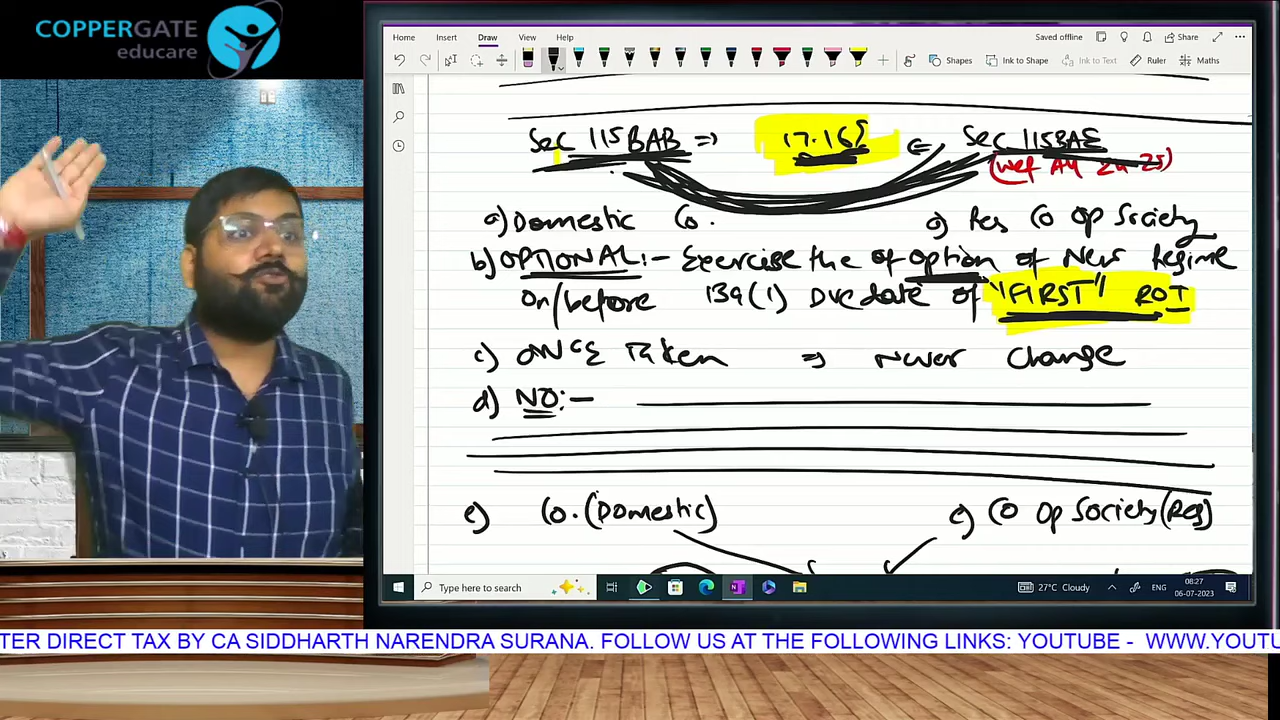 COPPERGATE
educare
Home Insert Draw View Help
Saved offline
Share
Shapes
Ink to Shape
Ink to Text
Ruler
Maths
Sec 115BAB ⇒ 17.16% ⇐ Sec 115BAE
(wef AY 24-25)
a) Domestic Co.
a) Res Co Op Society
b) OPTIONAL:- Exercise the of option of New Regime
on/before 139(1) Due date of "FIRST" ROI
c) ONCE Taken ⇒ Never Change
d) NO:-
e) Co. (Domestic)
e) Co Op Society (Res)
Type here to search
27°C Cloudy
ENG
08:27
06-07-2023
TER DIRECT TAX BY CA SIDDHARTH NARENDRA SURANA. FOLLOW US AT THE FOLLOWING LINKS: YOUTUBE - WWW.YOUTU